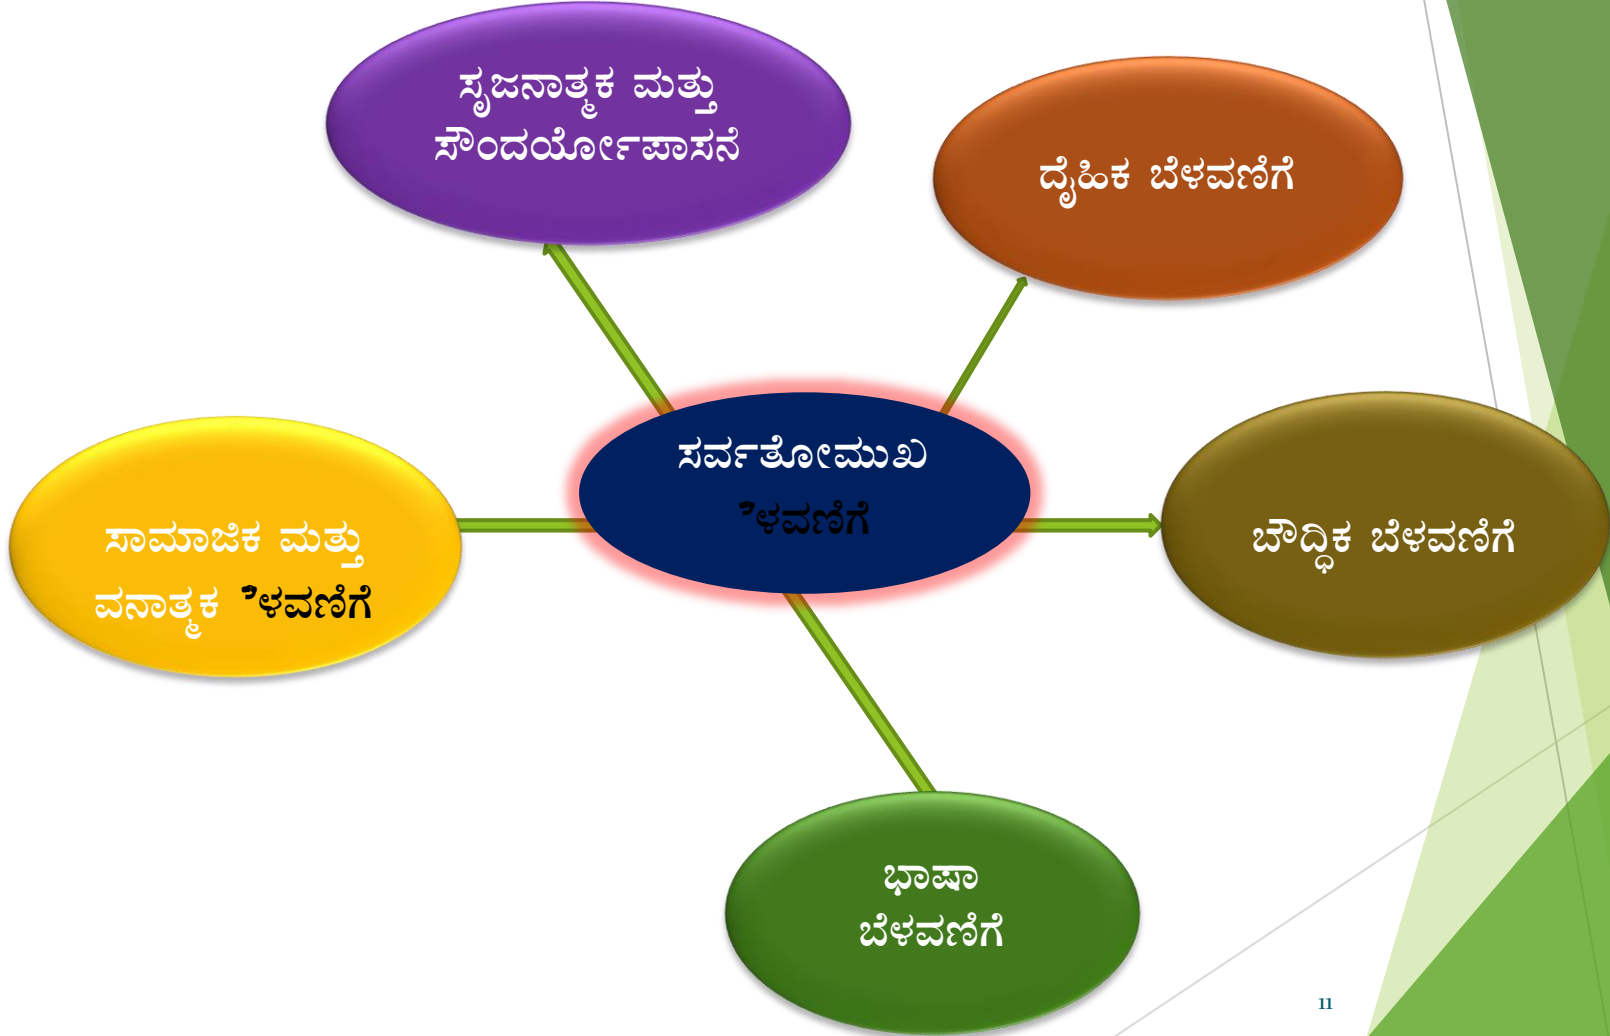 ಸೃಜನಾತ್ಮಕ ಮತ್ತು
ಸೌಂದರ್ಯೋಪಾಸನೆ
ದೈಹಿಕ ಬೆಳವಣಿಗೆ
ಸರ್ವತೋಮುಖ
ೆಳವಣಿಗೆ
ಸಾಮಾಜಿಕ ಮತ್ತು
ವನಾತ್ಮಕ ೆಳವಣಿಗೆ
ಬೌದ್ಧಿಕ ಬೆಳವಣಿಗೆ
ಭಾಷಾ
ಬೆಳವಣಿಗೆ
11